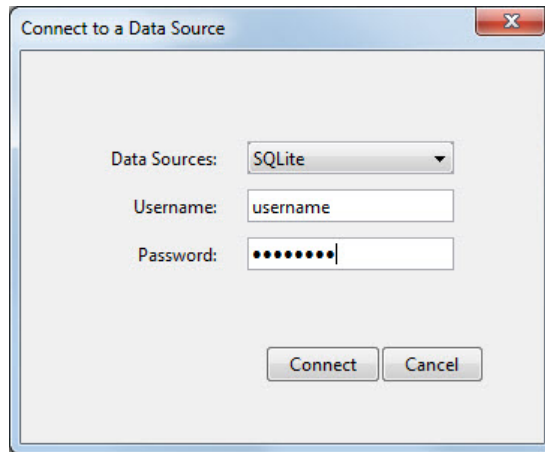 Connect to a Data Source
Data Sources: SQLite
Username: username
Password: ••••••••
Connect Cancel